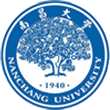 南昌大学
· 1940 ·
NANCHANG UNIVERSITY